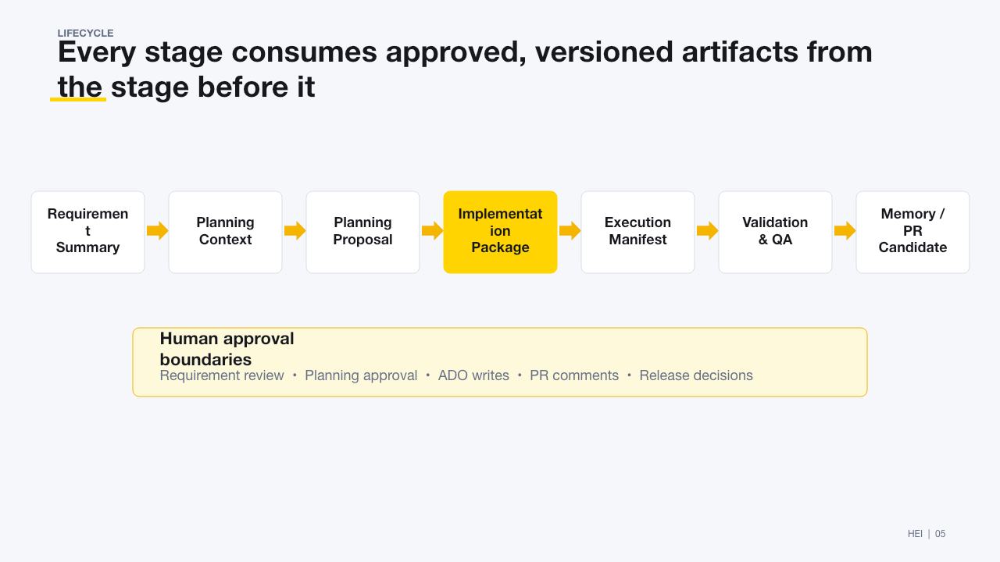 LIFECYCLE
Every stage consumes approved, versioned artifacts from
the stage before it
Requiremen
t
Summary
Planning
Context
Planning
Proposal
Implementat
ion
Package
Execution
Manifest
Validation
& QA
Memory /
PR
Candidate
Human approval
boundaries
Requirement review • Planning approval • ADO writes • PR comments • Release decisions
HEI | 05